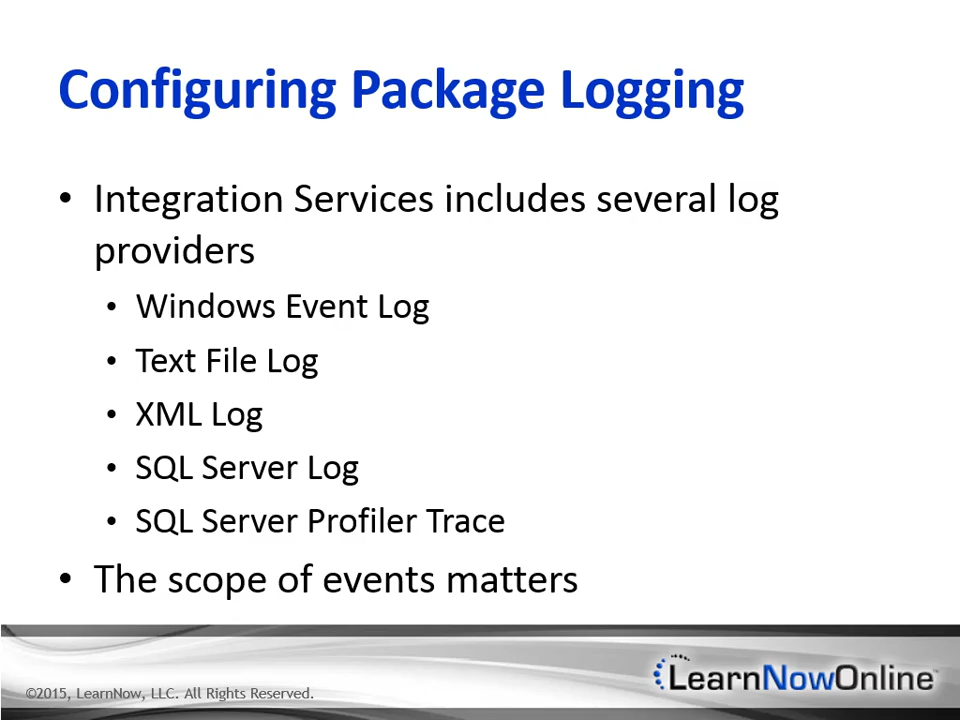 Configuring Package Logging
• Integration Services includes several log
providers
• Windows Event Log
• Text File Log
• XML Log
• SQL Server Log
• SQL Server Profiler Trace
• The scope of events matters
©2015, LearnNow, LLC. All Rights Reserved.
LearnNowOnline™